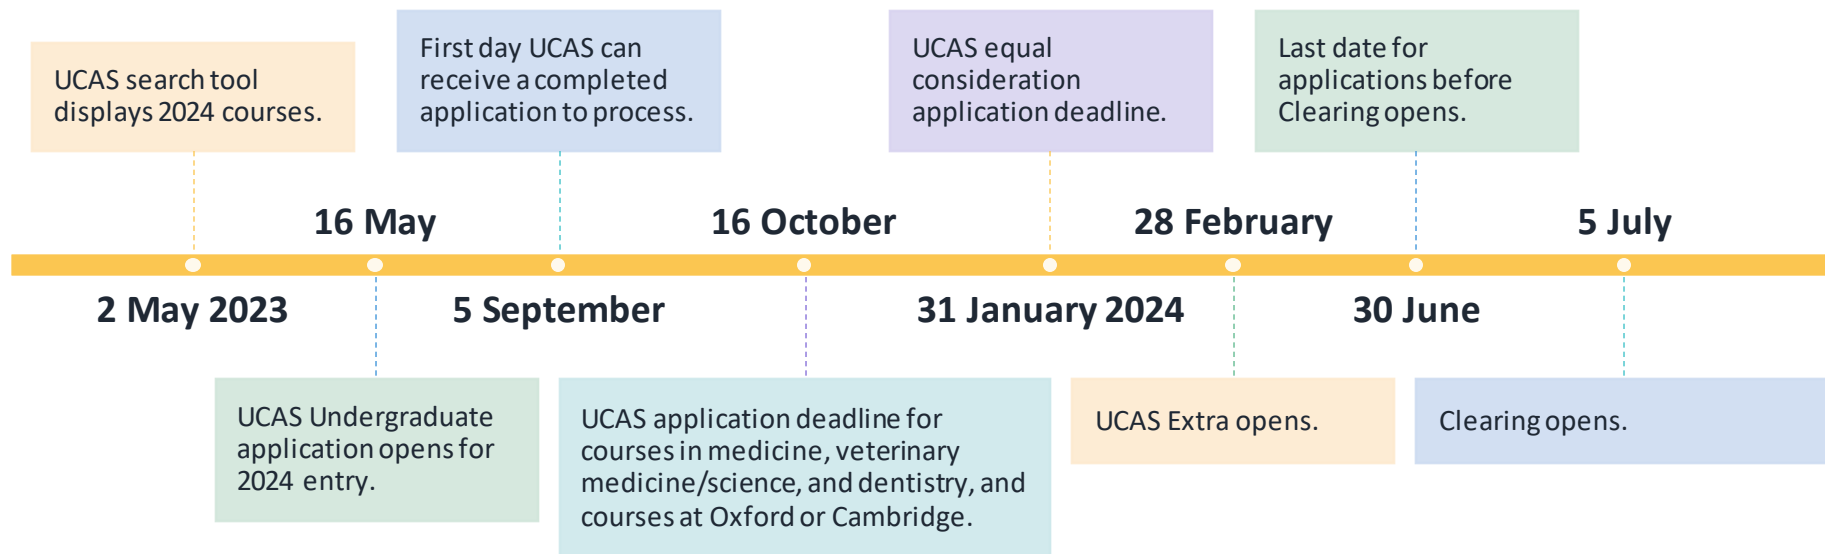 UCAS search tool
displays 2024 courses.
First day UCAS can
receive a completed
application to process.
UCAS equal
consideration
application deadline.
Last date for
applications before
Clearing opens.
16 May
16 October
28 February
5 July
2 May 2023
5 September
31 January 2024
30 June
UCAS Undergraduate
application opens for
2024 entry.
UCAS application deadline for
courses in medicine, veterinary
medicine/science, and dentistry, and
courses at Oxford or Cambridge.
UCAS Extra opens.
Clearing opens.